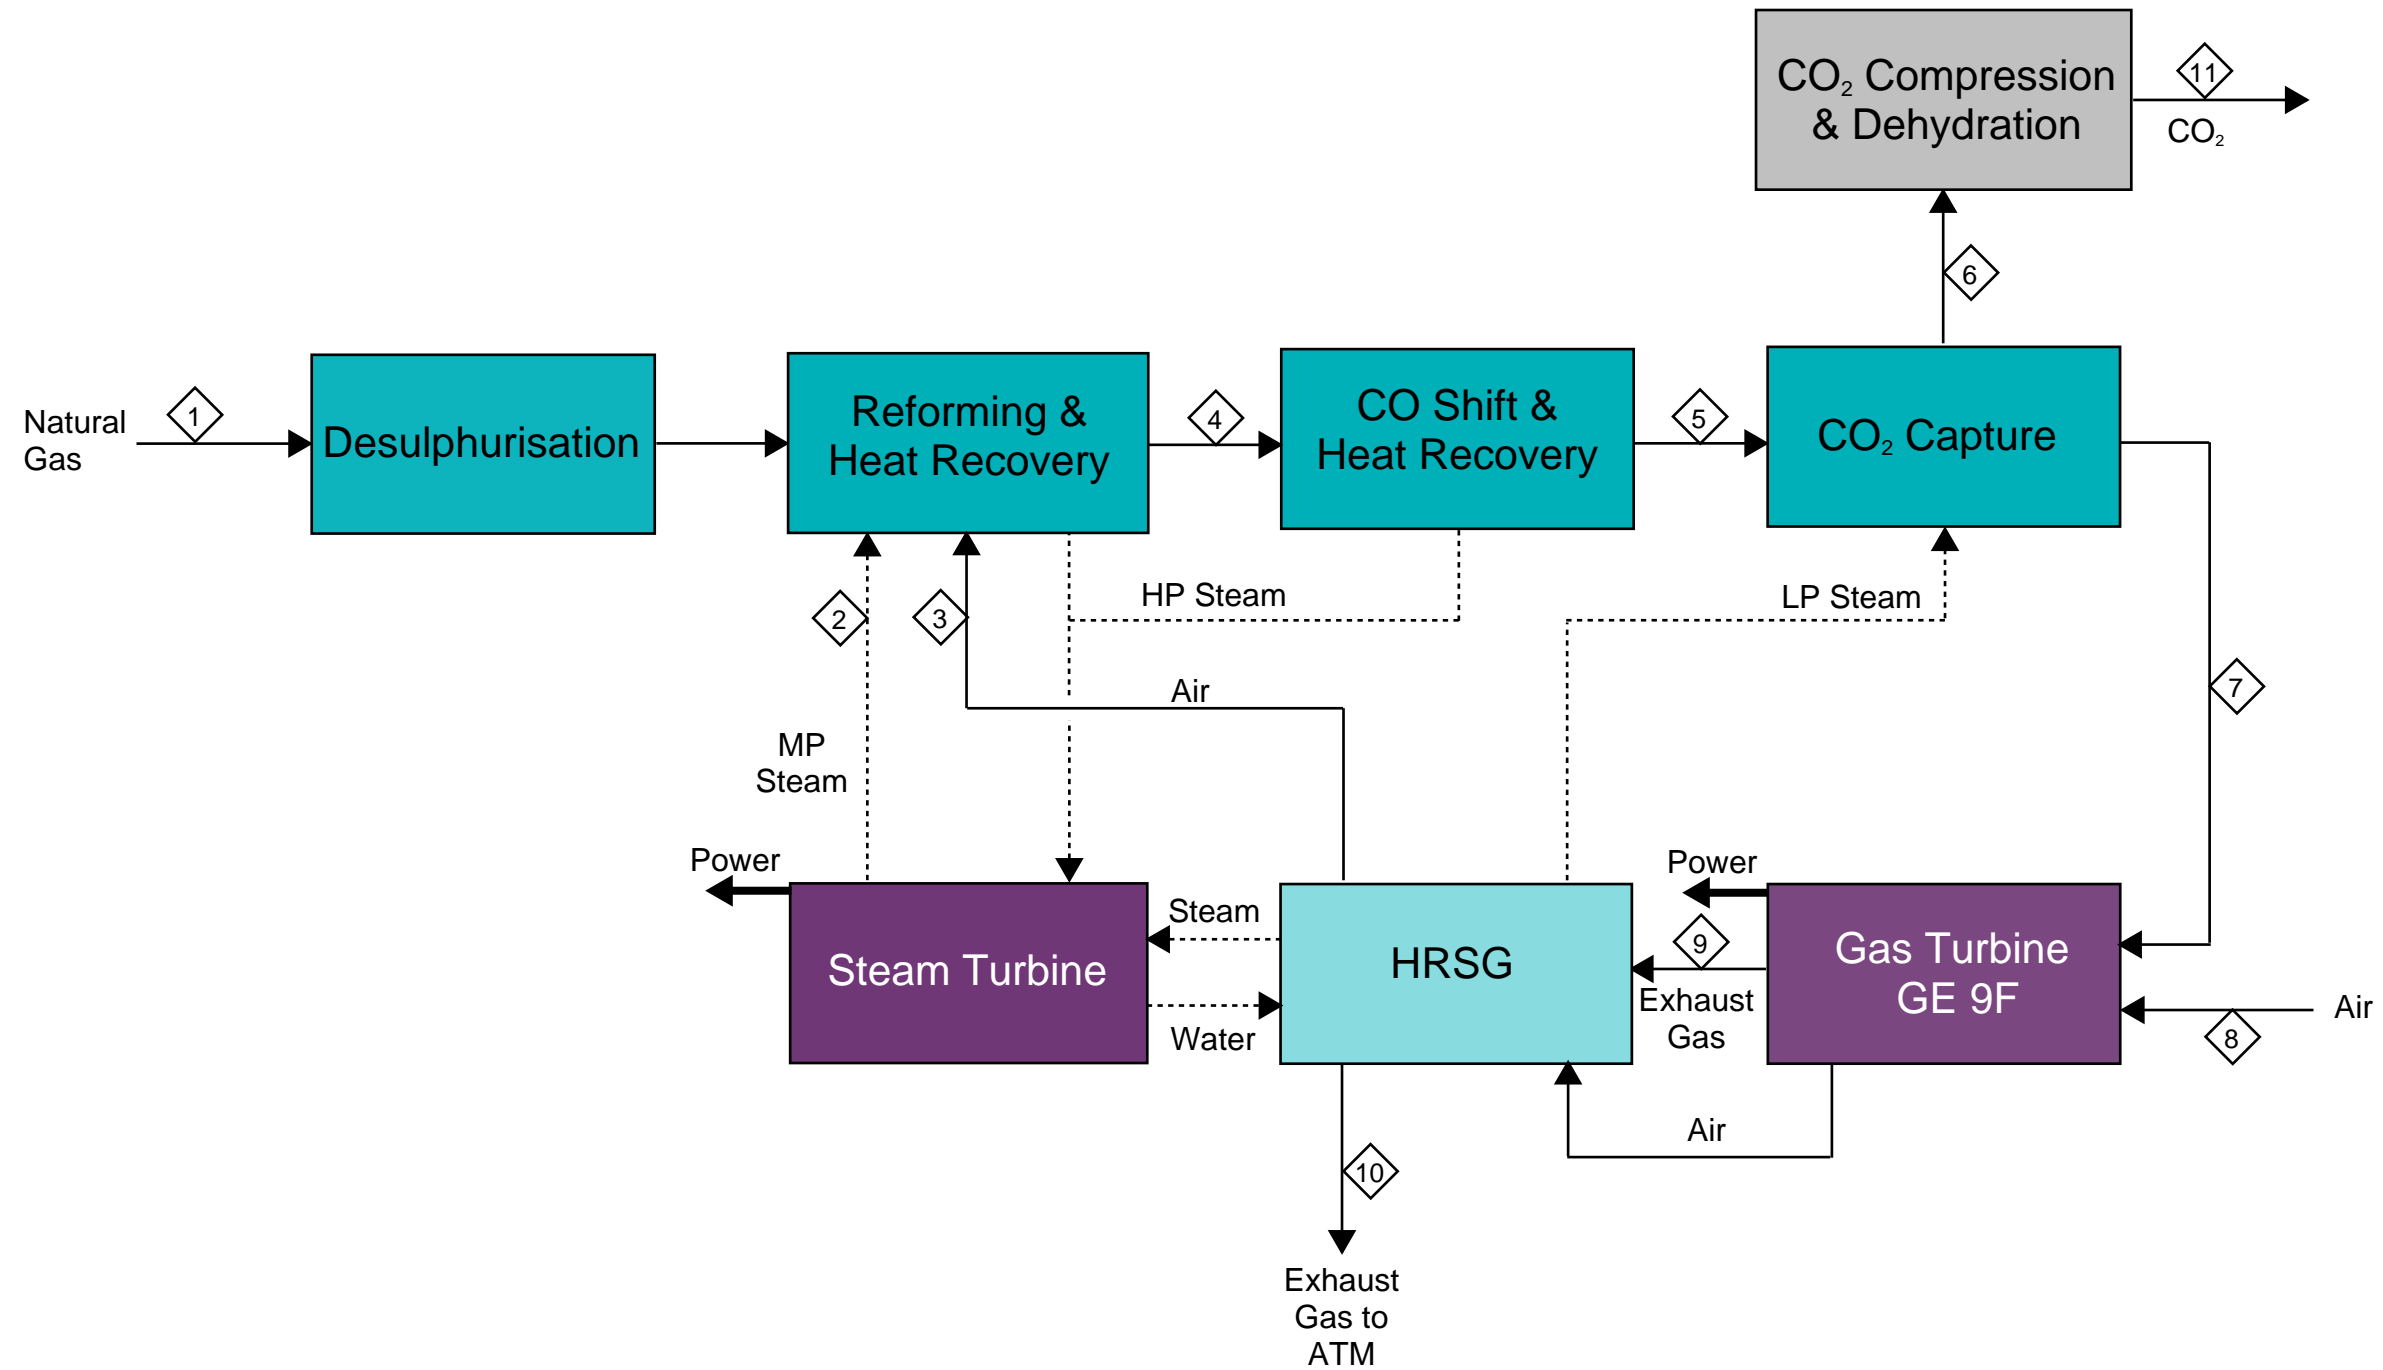 CO₂ Compression
& Dehydration
11
CO₂
6
Natural
Gas
1
Desulphurisation
Reforming &
Heat Recovery
4
CO Shift &
Heat Recovery
5
CO₂ Capture
2
3
HP Steam
LP Steam
7
Air
MP
Steam
Power
Steam Turbine
Steam
Water
HRSG
Power
9
Exhaust
Gas
Gas Turbine
GE 9F
Air
8
Air
10
Exhaust
Gas to
ATM